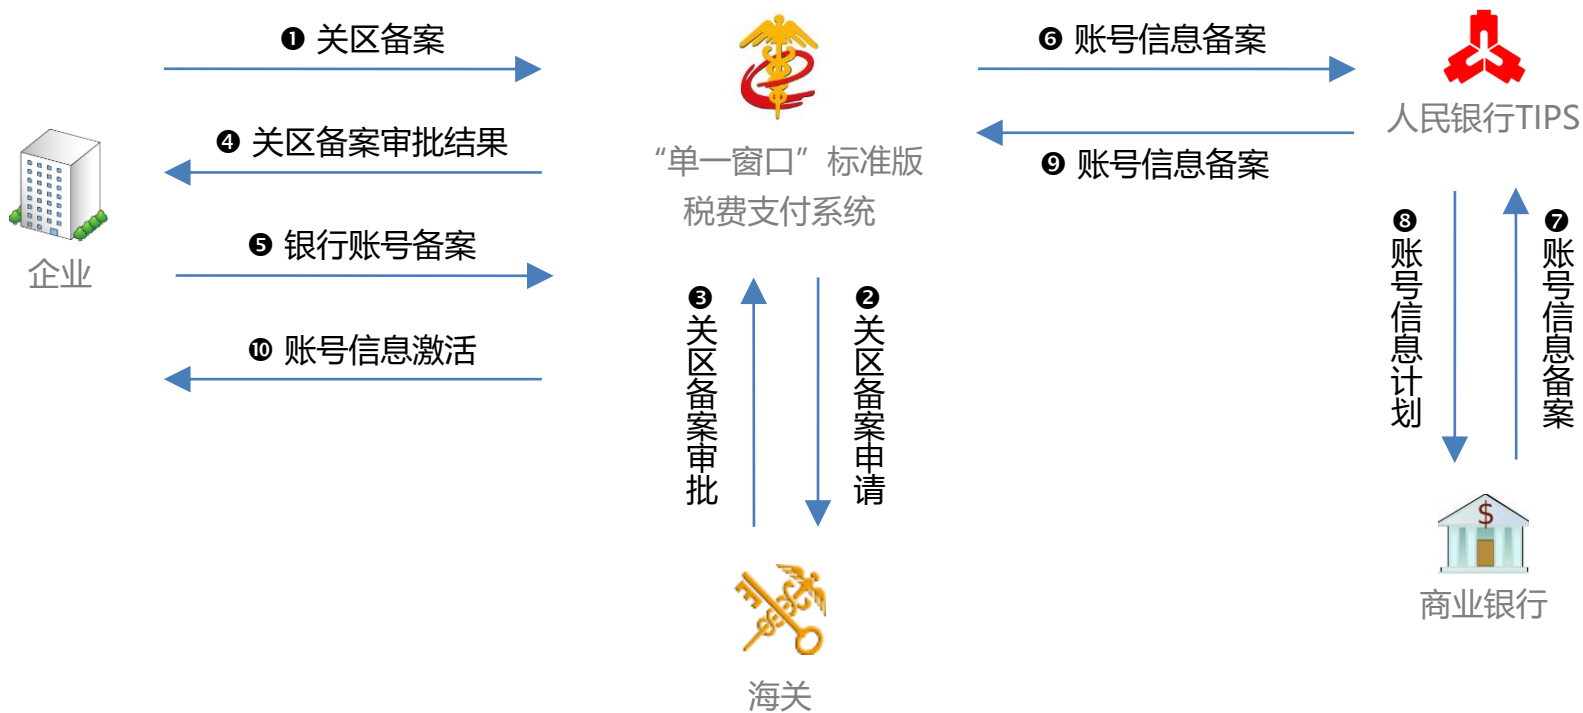 ❶ 关区备案
❻ 账号信息备案
人民银行TIPS
❹ 关区备案审批结果
“单一窗口”标准版
税费支付系统
❾ 账号信息备案
❺ 银行账号备案
企业
❿ 账号信息激活
❸关区备案审批
❷关区备案申请
❽账号信息计划
❼账号信息备案
$
商业银行
海关